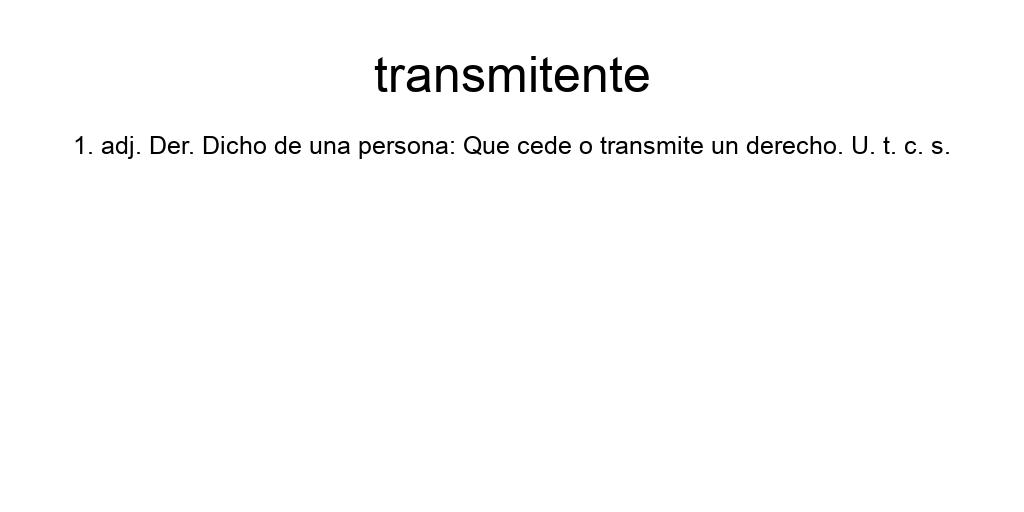 transmitente
1. adj. Der. Dicho de una persona: Que cede o transmite un derecho. U. t. c. s.